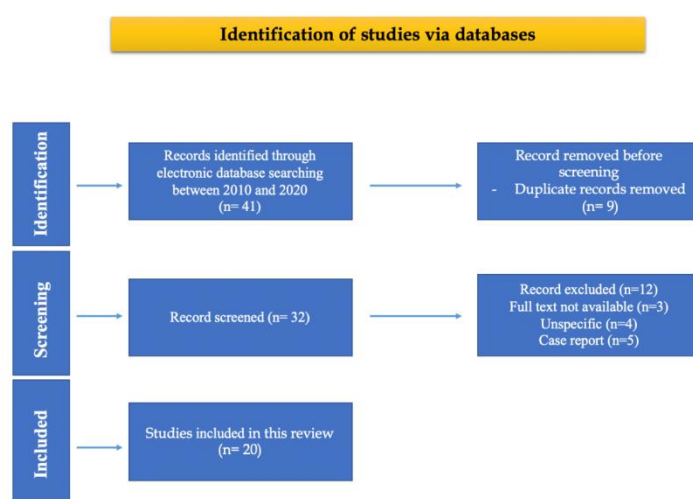 Identification of studies via databases
Identification
Records identified through
electronic database searching
between 2010 and 2020
(n= 41)
Record removed before
screening
- Duplicate records removed
(n= 9)
Screening
Record screened (n= 32)
Record excluded (n=12)
Full text not available (n=3)
Unspecific (n=4)
Case report (n=5)
Included
Studies included in this review
(n= 20)